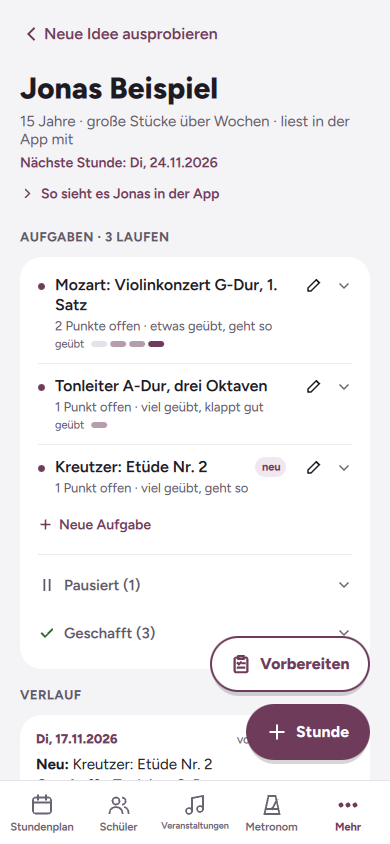 Neue Idee ausprobieren
Jonas Beispiel
15 Jahre · große Stücke über Wochen · liest in der
App mit
Nächste Stunde: Di, 24.11.2026
So sieht es Jonas in der App
AUFGABEN · 3 LAUFEN
Mozart: Violinkonzert G-Dur, 1.
Satz
2 Punkte offen · etwas geübt, geht so
geübt
Tonleiter A-Dur, drei Oktaven
1 Punkt offen · viel geübt, klappt gut
geübt
Kreutzer: Etüde Nr. 2 neu
1 Punkt offen · viel geübt, geht so
Neue Aufgabe
Pausiert (1)
Geschafft (3)
Vorbereiten
VERLAUF
Stunde
Di, 17.11.2026
Neu: Kreutzer: Etüde Nr. 2
Stundenplan Schüler Veranstaltungen Metronom Mehr